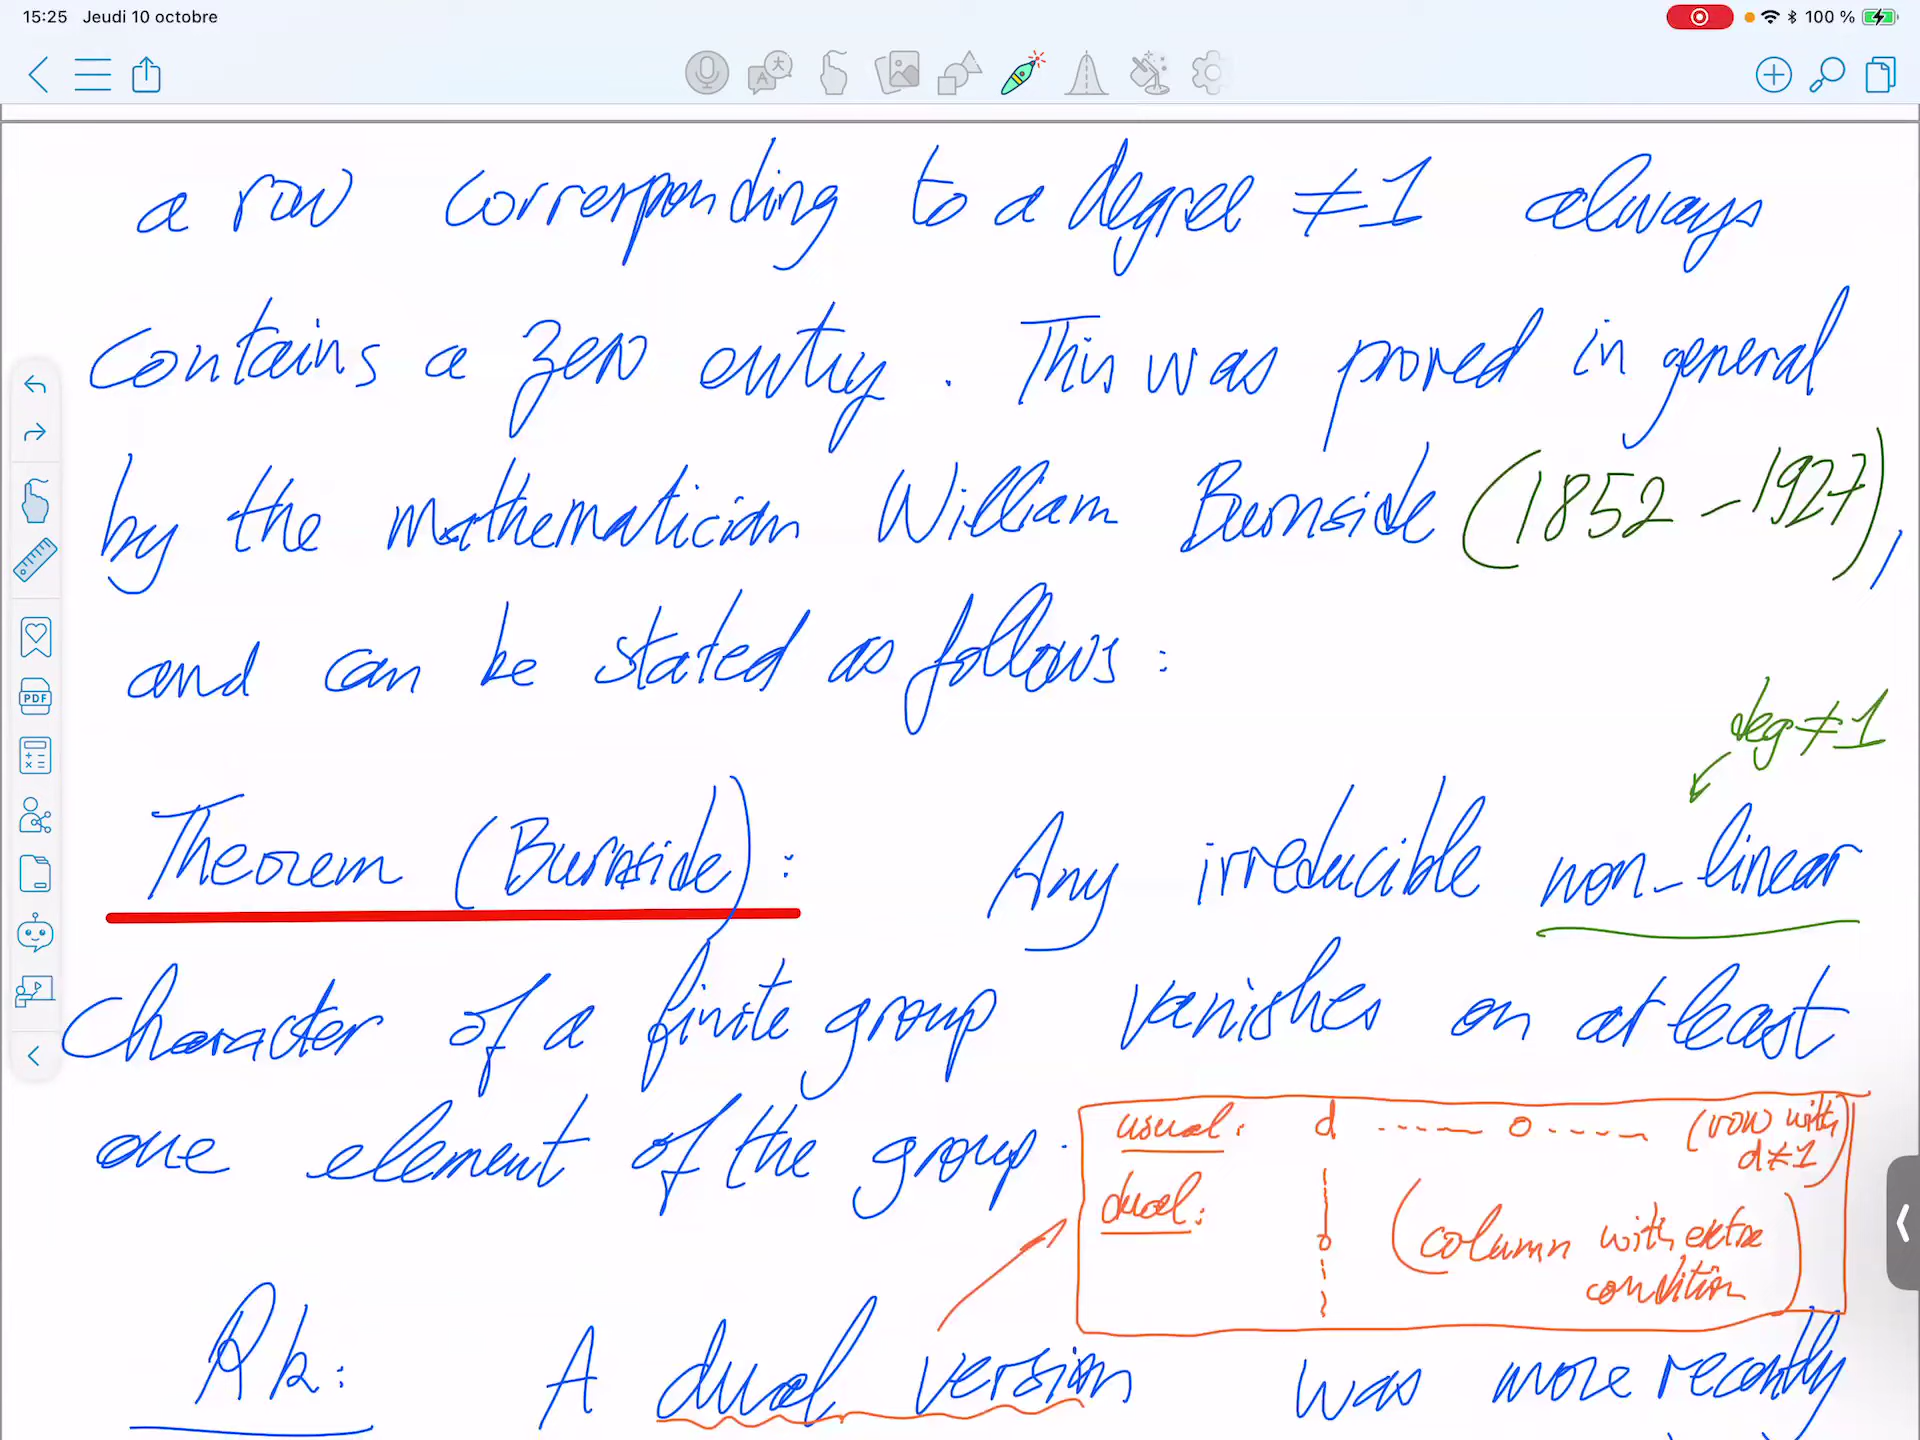 15:25 Jeudi 10 octobre
100 %
a row corresponding to a degree ≠1 always
contains a zero entry. This was proved in general
by the mathematician William Burnside (1852 - 1927),
and can be stated as follows:
deg≠1
Theorem (Burnside): Any irreducible non-linear
character of a finite group vanishes on at least
one element of the group.
usual: d ---- 0 ---- (row with
d≠1)
dual: 0 (column with extra
condition)
Rk: A dual version was more recently
PDF